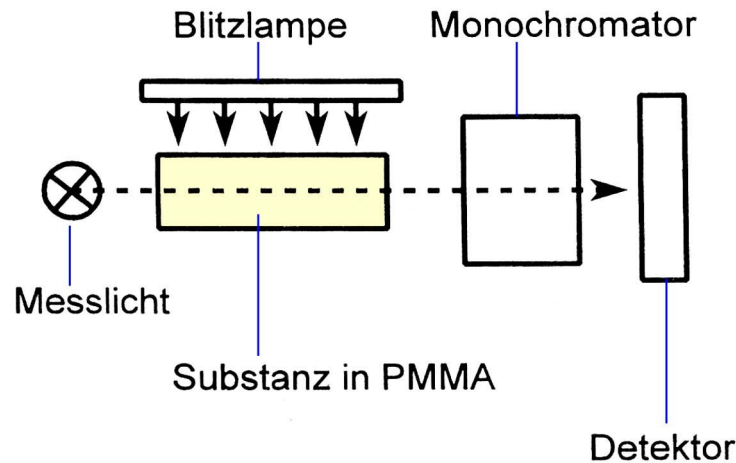 Blitzlampe
Monochromator
Messlicht
Substanz in PMMA
Detektor